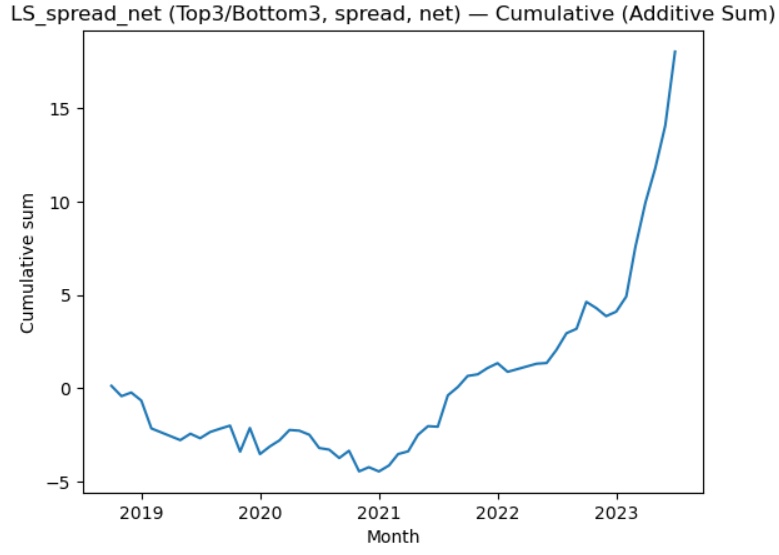 LS_spread_net (Top3/Bottom3, spread, net) — Cumulative (Additive Sum)
Cumulative sum
15
10
5
0
−5
2019 2020 2021 2022 2023
Month